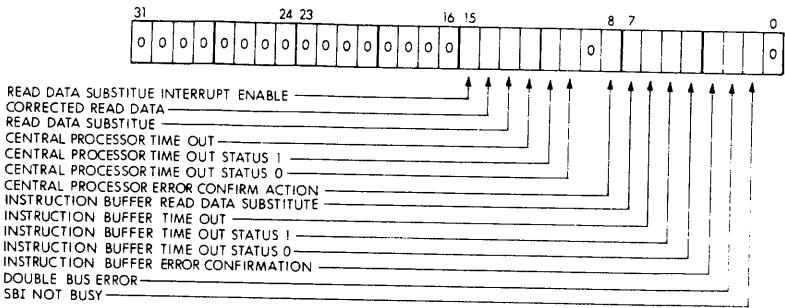 31 24 23 16 15 8 7 0
0 0 0 0 0 0 0 0 0 0 0 0 0 0 0 0 0 0
READ DATA SUBSTITUE INTERRUPT ENABLE
CORRECTED READ DATA
READ DATA SUBSTITUE
CENTRAL PROCESSOR TIME OUT
CENTRAL PROCESSOR TIME OUT STATUS 1
CENTRAL PROCESSOR TIME OUT STATUS 0
CENTRAL PROCESSOR ERROR CONFIRM ACTION
INSTRUCTION BUFFER READ DATA SUBSTITUTE
INSTRUCTION BUFFER TIME OUT
INSTRUCTION BUFFER TIME OUT STATUS 1
INSTRUCTION BUFFER TIME OUT STATUS 0
INSTRUCTION BUFFER ERROR CONFIRMATION
DOUBLE BUS ERROR
SBI NOT BUSY